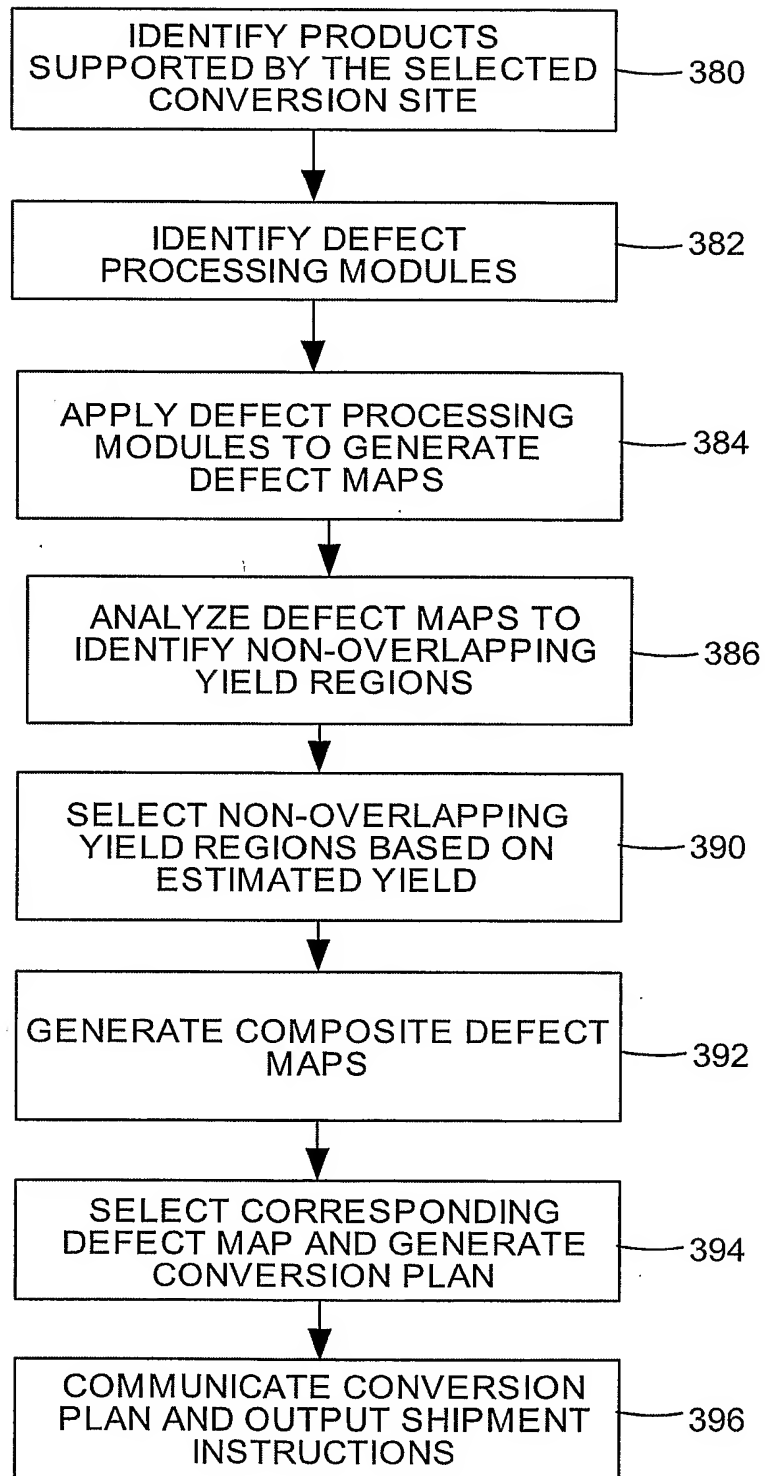 IDENTIFY PRODUCTS
SUPPORTED BY THE SELECTED
CONVERSION SITE
380
IDENTIFY DEFECT
PROCESSING MODULES
382
APPLY DEFECT PROCESSING
MODULES TO GENERATE
DEFECT MAPS
384
ANALYZE DEFECT MAPS TO
IDENTIFY NON-OVERLAPPING
YIELD REGIONS
386
SELECT NON-OVERLAPPING
YIELD REGIONS BASED ON
ESTIMATED YIELD
390
GENERATE COMPOSITE DEFECT
MAPS
392
SELECT CORRESPONDING
DEFECT MAP AND GENERATE
CONVERSION PLAN
394
COMMUNICATE CONVERSION
PLAN AND OUTPUT SHIPMENT
INSTRUCTIONS
396